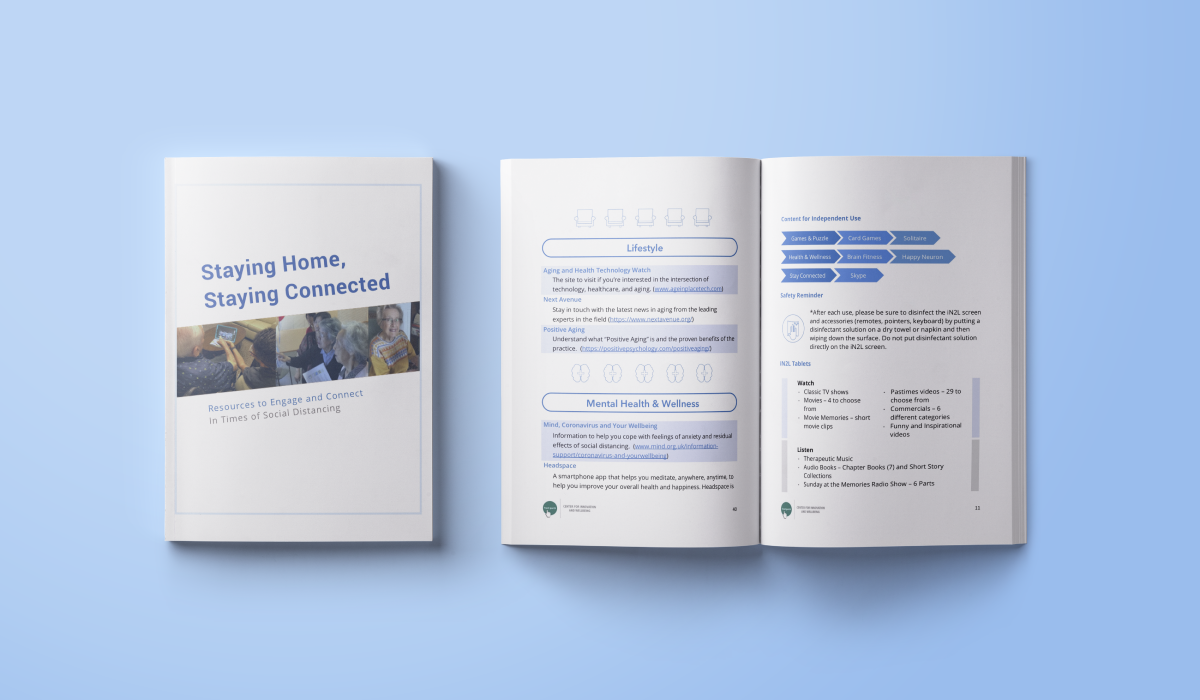 Staying Home,
Staying Connected
Resources to Engage and Connect
In Times of Social Distancing
Lifestyle
Aging and Health Technology Watch
The site to visit if you're interested in the intersection of
technology, healthcare, and aging. (www.ageinplacetech.com)
Next Avenue
Stay in touch with the latest news in aging from the leading
experts in the field (https://www.nextavenue.org/)
Positive Aging
Understand what "Positive Aging" is and the proven benefits of the
practice. (https://positivepsychology.com/positiveaging/)
Mental Health & Wellness
Mind, Coronavirus and Your Wellbeing
Information to help you cope with feelings of anxiety and residual
effects of social distancing. (www.mind.org.uk/information-
support/coronavirus-and-yourwellbeing)
Headspace
A smartphone app that helps you meditate, anywhere, anytime, to
help you improve your overall health and happiness. Headspace is
CENTER FOR INNOVATION
AND WELLBEING
Content for Independent Use
Games & Puzzle Card Games Solitaire
Health & Wellness Brain Fitness Happy Neuron
Stay Connected Skype
Safety Reminder
*After each use, please be sure to disinfect the iN2L screen
and accessories (remotes, pointers, keyboard) by putting a
disinfectant solution on a dry towel or napkin and then
wiping down the surface. Do not put disinfectant solution
directly on the iN2L screen.
iN2L Tablets
Watch
- Classic TV shows
- Movies – 4 to choose
from
- Movie Memories – short
movie clips
- Pastimes videos – 29 to
choose from
- Commercials – 6
different categories
- Funny and Inspirational
videos
Listen
- Therapeutic Music
- Audio Books – Chapter Books (7) and Short Story
Collections
- Sunday at the Memories Radio Show – 6 Parts
CENTER FOR INNOVATION
AND WELLBEING